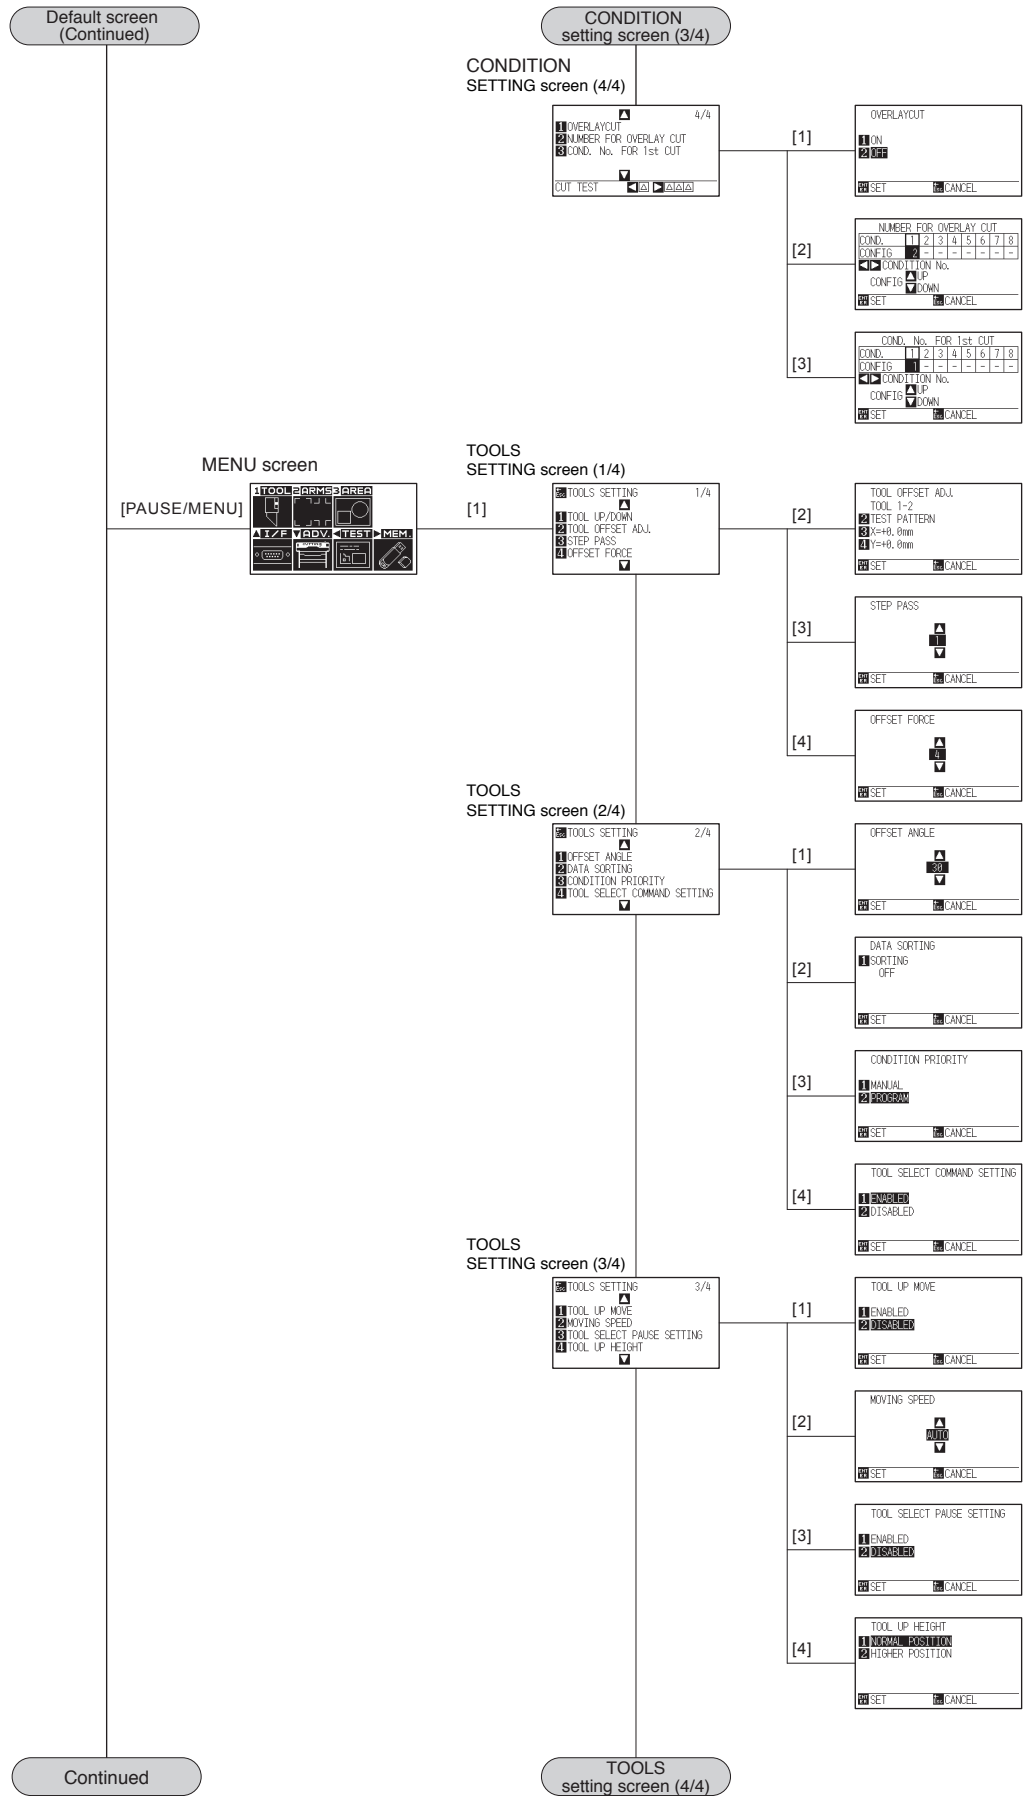 Default screen
(Continued)
CONDITION
setting screen (3/4)
CONDITION
SETTING screen (4/4)
4/4
1 OVERLAYCUT
2 NUMBER FOR OVERLAY CUT
3 COND. No. FOR 1st CUT
CUT TEST
[1]
OVERLAYCUT
1 ON
2 OFF
SET CANCEL
[2]
NUMBER FOR OVERLAY CUT
COND. 1 2 3 4 5 6 7 8
CONFIG 2 - - - - - - -
CONDITION No.
CONFIG UP
DOWN
SET CANCEL
[3]
COND. No. FOR 1st CUT
COND. 1 2 3 4 5 6 7 8
CONFIG 1 - - - - - - -
CONDITION No.
CONFIG UP
DOWN
SET CANCEL
MENU screen
[PAUSE/MENU]
1 TOOL 2 ARMS 3 AREA
▲ I/F ▼ ADV. ◀ TEST ▶ MEM.
[1]
TOOLS
SETTING screen (1/4)
TOOLS SETTING 1/4
1 TOOL UP/DOWN
2 TOOL OFFSET ADJ.
3 STEP PASS
4 OFFSET FORCE
[2]
TOOL OFFSET ADJ.
TOOL 1-2
2 TEST PATTERN
3 X=+0.0mm
4 Y=+0.0mm
SET CANCEL
[3]
STEP PASS
1
SET CANCEL
[4]
OFFSET FORCE
4
SET CANCEL
TOOLS
SETTING screen (2/4)
TOOLS SETTING 2/4
1 OFFSET ANGLE
2 DATA SORTING
3 CONDITION PRIORITY
4 TOOL SELECT COMMAND SETTING
[1]
OFFSET ANGLE
30
SET CANCEL
[2]
DATA SORTING
1 SORTING
OFF
SET CANCEL
[3]
CONDITION PRIORITY
1 MANUAL
2 PROGRAM
SET CANCEL
[4]
TOOL SELECT COMMAND SETTING
1 ENABLED
2 DISABLED
SET CANCEL
TOOLS
SETTING screen (3/4)
TOOLS SETTING 3/4
1 TOOL UP MOVE
2 MOVING SPEED
3 TOOL SELECT PAUSE SETTING
4 TOOL UP HEIGHT
[1]
TOOL UP MOVE
1 ENABLED
2 DISABLED
SET CANCEL
[2]
MOVING SPEED
AUTO
SET CANCEL
[3]
TOOL SELECT PAUSE SETTING
1 ENABLED
2 DISABLED
SET CANCEL
[4]
TOOL UP HEIGHT
1 NORMAL POSITION
2 HIGHER POSITION
SET CANCEL
Continued
TOOLS
setting screen (4/4)